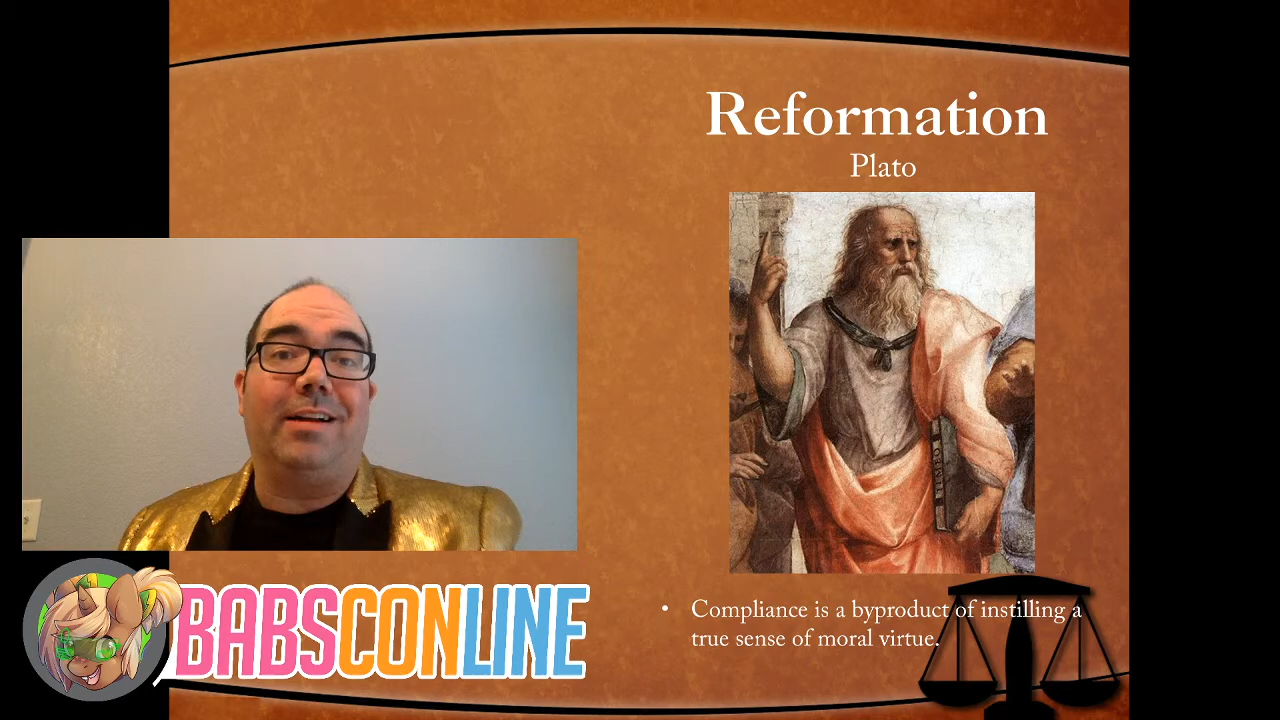 Reformation
Plato
• Compliance is a byproduct of instilling a
true sense of moral virtue.
BABSCONLINE